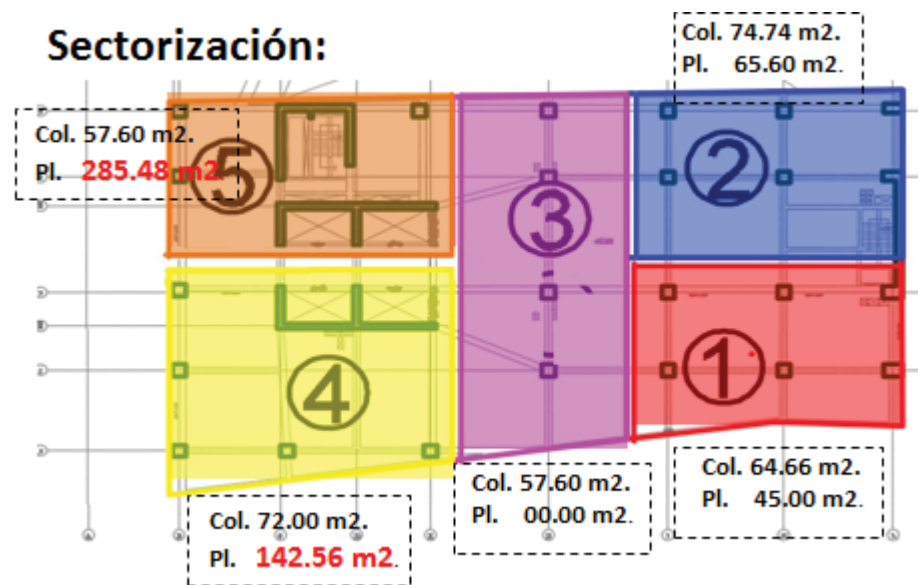 Sectorización:
Col. 74.74 m2.
Pl. 65.60 m2.
Col. 57.60 m2.
Pl. 285.48 m2.
5
3
2
4
1
Col. 57.60 m2.
Pl. 00.00 m2.
Col. 64.66 m2.
Pl. 45.00 m2.
Col. 72.00 m2.
Pl. 142.56 m2.